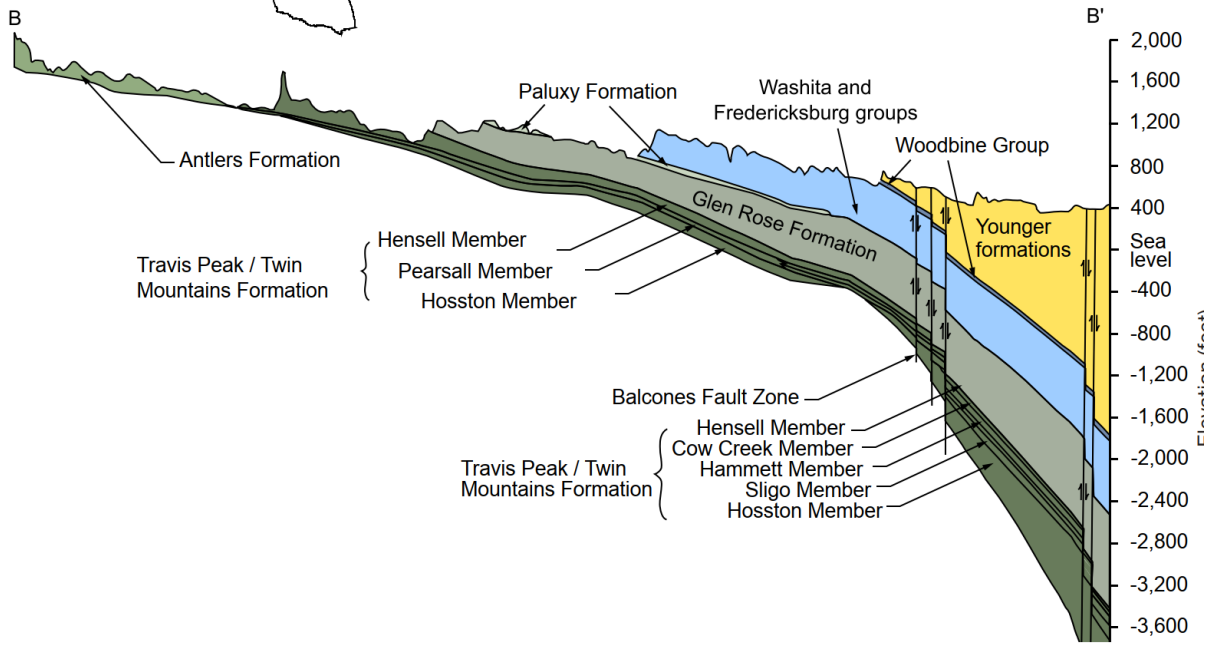 B
B'
2,000
1,600
1,200
800
400
Sea
level
-400
-800
-1,200
-1,600
-2,000
-2,400
-2,800
-3,200
-3,600
Elevation (feet)
Paluxy Formation
Washita and
Fredericksburg groups
Woodbine Group
Antlers Formation
Glen Rose Formation
Younger
formations
Travis Peak / Twin
Mountains Formation
Hensell Member
Pearsall Member
Hosston Member
Balcones Fault Zone
Travis Peak / Twin
Mountains Formation
Hensell Member
Cow Creek Member
Hammett Member
Sligo Member
Hosston Member